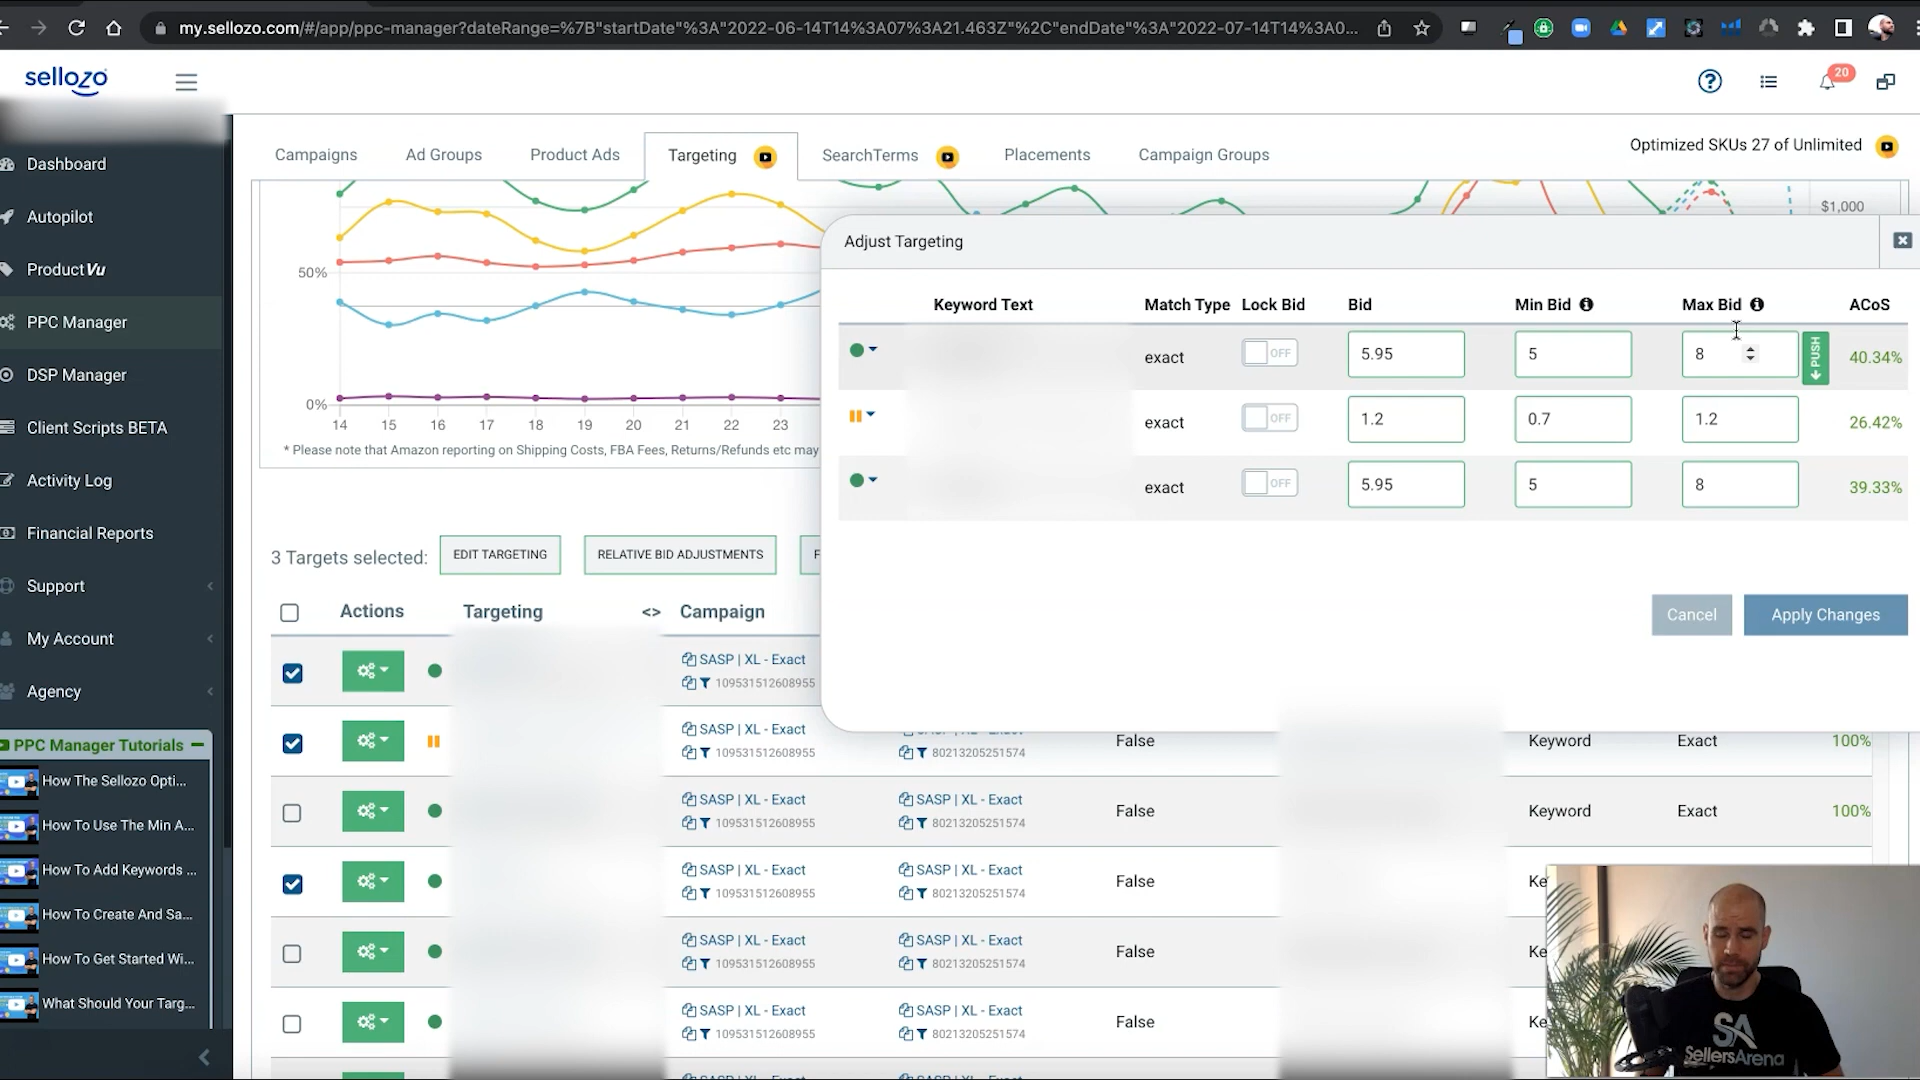 my.sellozo.com/#/app/ppc-manager?dateRange=%7B"startDate"%3A"2022-06-14T14%3A07%3A21.463Z"%2C"endDate"%3A"2022-07-14T14%3A0...
sellozo
20
Dashboard
Autopilot
ProductVu
PPC Manager
DSP Manager
Client Scripts BETA
Activity Log
Financial Reports
Support
My Account
Agency
PPC Manager Tutorials
How The Sellozo Opti...
How To Use The Min A...
How To Add Keywords ...
How To Create And Sa...
How To Get Started Wi...
What Should Your Targ...
Campaigns Ad Groups Product Ads Targeting SearchTerms Placements Campaign Groups
Optimized SKUs 27 of Unlimited
$1,000
50%
0%
14 15 16 17 18 19 20 21 22 23
* Please note that Amazon reporting on Shipping Costs, FBA Fees, Returns/Refunds etc may
Adjust Targeting
Keyword Text Match Type Lock Bid Bid Min Bid Max Bid ACoS
exact OFF 5.95 5 8 PUSH 40.34%
exact OFF 1.2 0.7 1.2 26.42%
exact OFF 5.95 5 8 39.33%
Cancel Apply Changes
3 Targets selected: EDIT TARGETING RELATIVE BID ADJUSTMENTS F
Actions Targeting <> Campaign
SASP | XL - Exact
109531512608955
SASP | XL - Exact
109531512608955 80213205251574 False Keyword Exact 100%
SASP | XL - Exact SASP | XL - Exact
109531512608955 80213205251574 False Keyword Exact 100%
SASP | XL - Exact SASP | XL - Exact
109531512608955 80213205251574 False Ke
SASP | XL - Exact SASP | XL - Exact
109531512608955 80213205251574 False Ke
SASP | XL - Exact SASP | XL - Exact
109531512608955 80213205251574 False Ke
SA
SellersArena